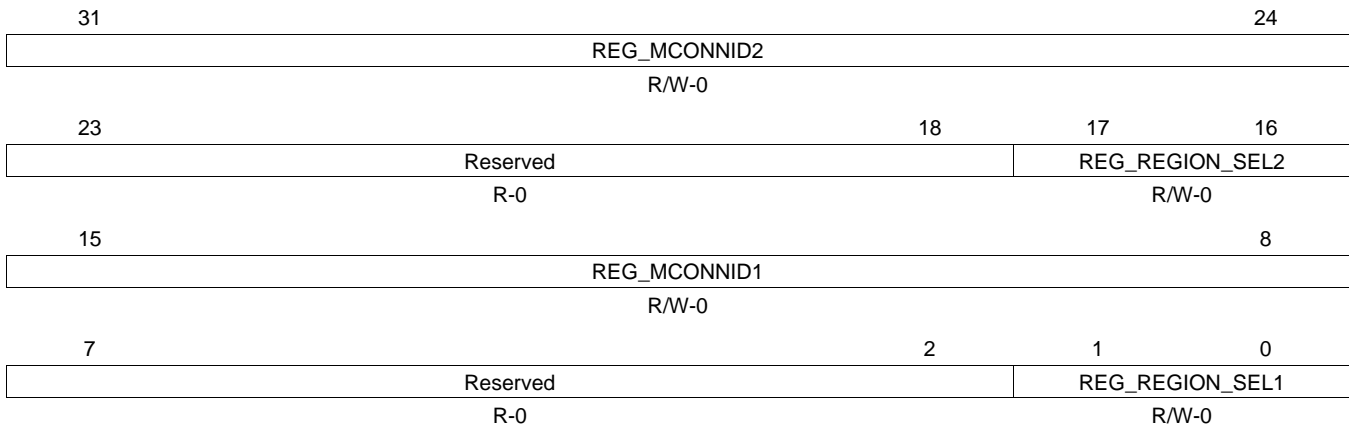 31 24
REG_MCONNID2
R/W-0
23 18 17 16
Reserved REG_REGION_SEL2
R-0 R/W-0
15 8
REG_MCONNID1
R/W-0
7 2 1 0
Reserved REG_REGION_SEL1
R-0 R/W-0